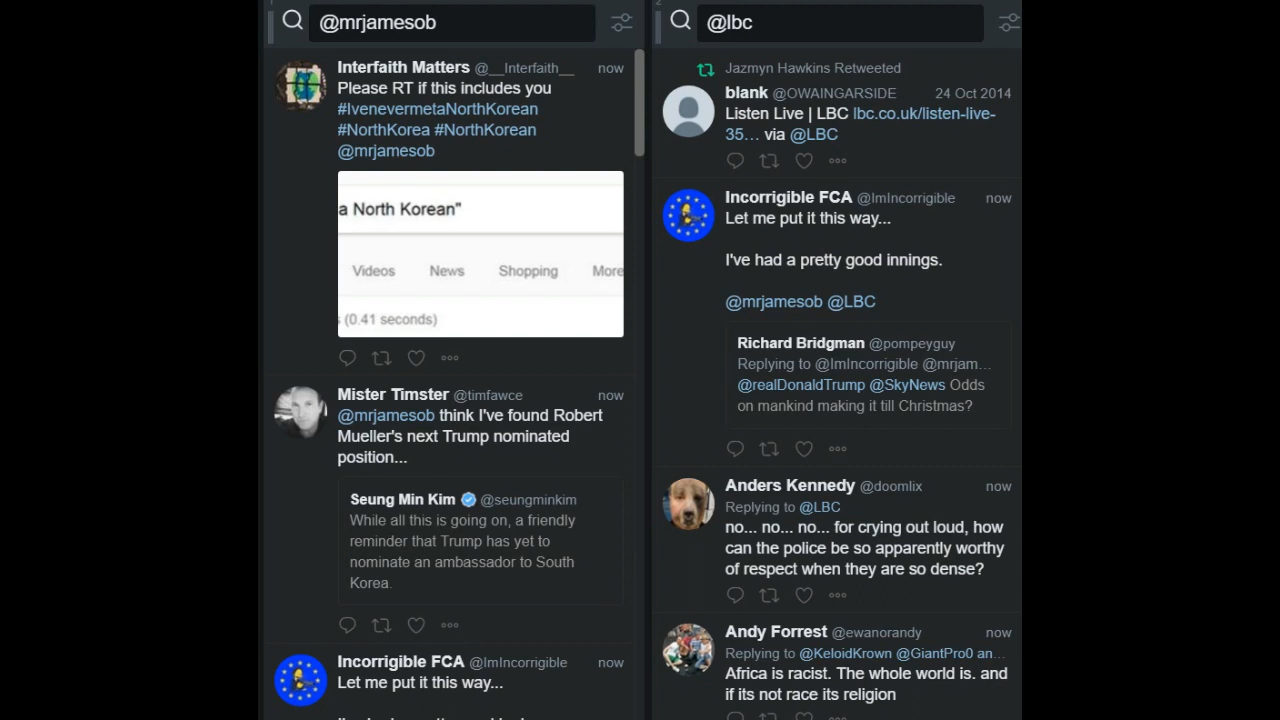 @mrjamesob
Interfaith Matters @__Interfaith__ now
Please RT if this includes you
#IvenevermetaNorthKorean
#NorthKorea #NorthKorean
@mrjamesob
a North Korean"
Videos News Shopping More
(0.41 seconds)
Mister Timster @timfawce now
@mrjamesob think I've found Robert
Mueller's next Trump nominated
position...
Seung Min Kim @seungminkim
While all this is going on, a friendly
reminder that Trump has yet to
nominate an ambassador to South
Korea.
Incorrigible FCA @ImIncorrigible now
Let me put it this way...
@lbc
Jazmyn Hawkins Retweeted
blank @OWAINGARSIDE 24 Oct 2014
Listen Live | LBC lbc.co.uk/listen-live-
35… via @LBC
Incorrigible FCA @ImIncorrigible now
Let me put it this way...
I've had a pretty good innings.
@mrjamesob @LBC
Richard Bridgman @pompeyguy
Replying to @ImIncorrigible @mrjam…
@realDonaldTrump @SkyNews Odds
on mankind making it till Christmas?
Anders Kennedy @doomlix now
Replying to @LBC
no... no... no... for crying out loud, how
can the police be so apparently worthy
of respect when they are so dense?
Andy Forrest @ewanorandy now
Replying to @KeloidKrown @GiantPro0 an…
Africa is racist. The whole world is. and
if its not race its religion